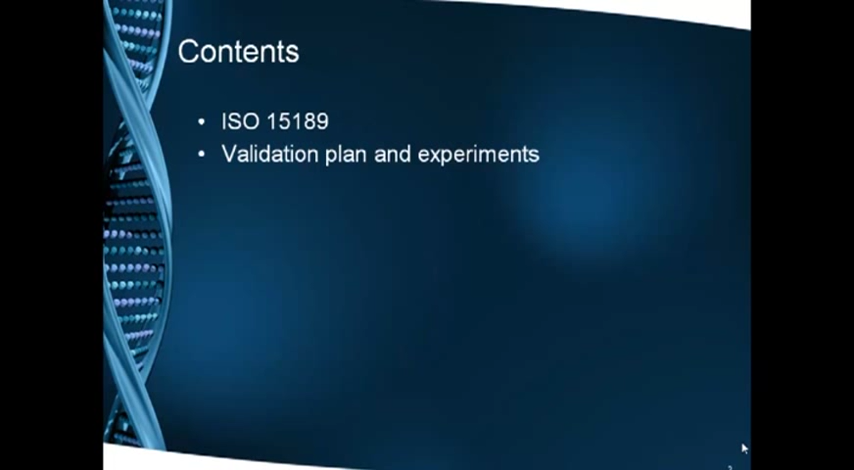 Contents
• ISO 15189
• Validation plan and experiments